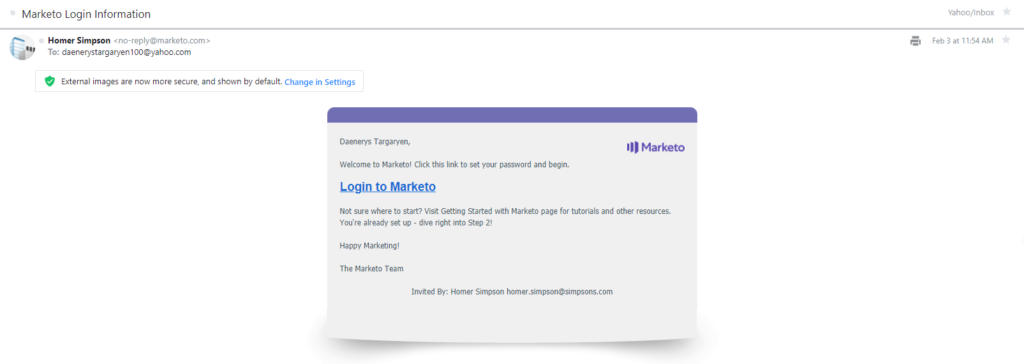 Marketo Login Information
Yahoo/Inbox
Homer Simpson <no-reply@marketo.com>
Feb 3 at 11:54 AM
To: daenerystargaryen100@yahoo.com
External images are now more secure, and shown by default. Change in Settings
Daenerys Targaryen,
Marketo
Welcome to Marketo! Click this link to set your password and begin.
Login to Marketo
Not sure where to start? Visit Getting Started with Marketo page for tutorials and other resources.
You're already set up - dive right into Step 2!
Happy Marketing!
The Marketo Team
Invited By: Homer Simpson homer.simpson@simpsons.com